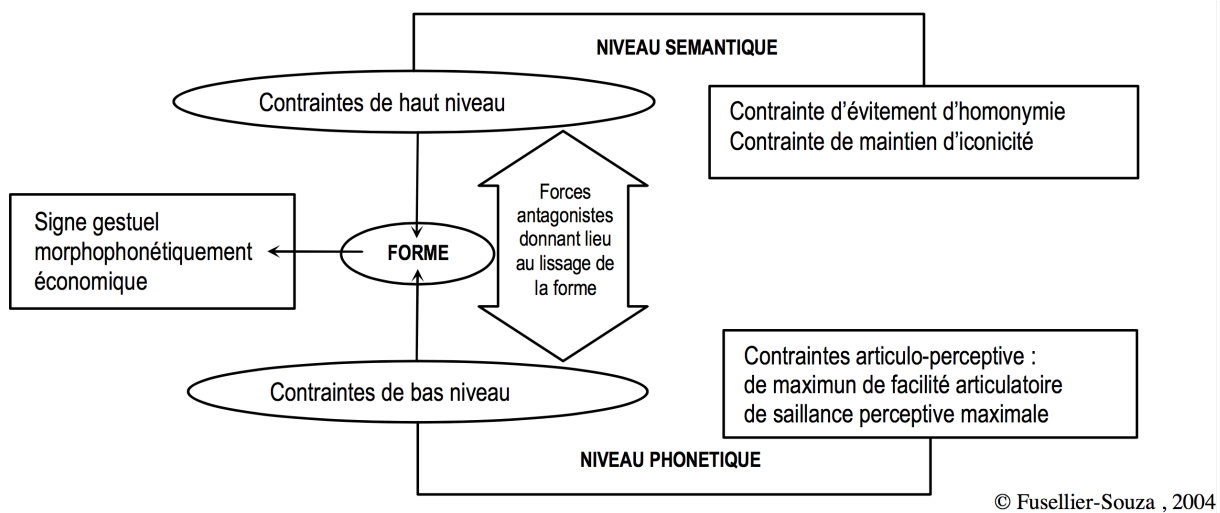 NIVEAU SEMANTIQUE
Contraintes de haut niveau
Contrainte d'évitement d'homonymie
Contrainte de maintien d'iconicité
Forces
antagonistes
donnant lieu
au lissage de
la forme
Signe gestuel
morphophonétiquement
économique
FORME
Contraintes de bas niveau
Contraintes articulo-perceptive :
de maximun de facilité articulatoire
de saillance perceptive maximale
NIVEAU PHONETIQUE
© Fusellier-Souza , 2004